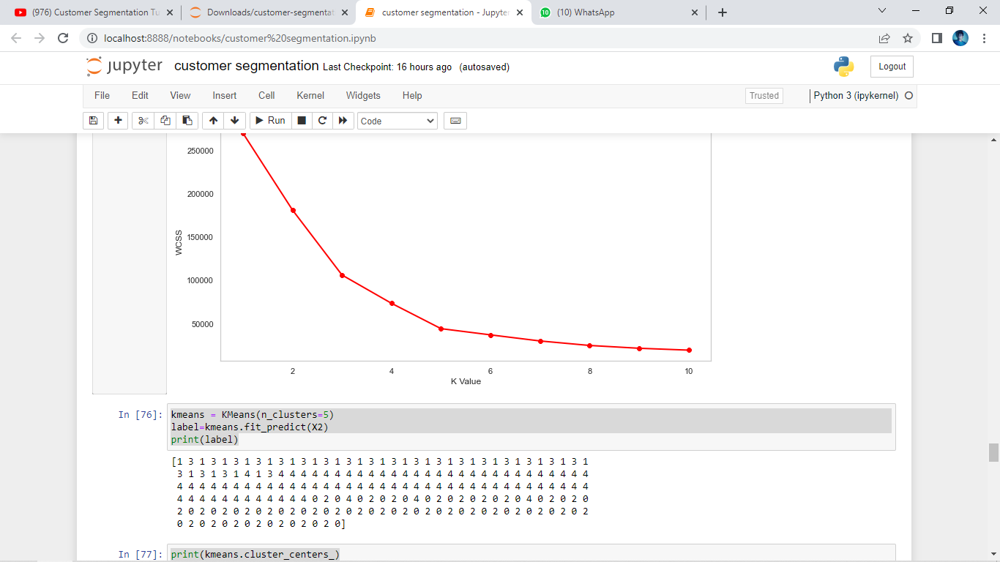 (976) Customer Segmentation Tu
Downloads/customer-segmentat
customer segmentation - Jupyter
10
(10) WhatsApp
localhost:8888/notebooks/customer%20segmentation.ipynb
jupyter
customer segmentation Last Checkpoint: 16 hours ago (autosaved)
Logout
File Edit View Insert Cell Kernel Widgets Help
Trusted
Python 3 (ipykernel)
Run
Code
250000
200000
150000
100000
50000
WCSS
2 4 6 8 10
K Value
In [76]:
kmeans = KMeans(n_clusters=5)
label=kmeans.fit_predict(X2)
print(label)
[1 3 1 3 1 3 1 3 1 3 1 3 1 3 1 3 1 3 1 3 1 3 1 3 1 3 1 3 1 3 1 3 1 3 1 3 1
3 1 3 1 3 1 4 1 3 4 4 4 4 4 4 4 4 4 4 4 4 4 4 4 4 4 4 4 4 4 4 4 4 4 4 4 4
4 4 4 4 4 4 4 4 4 4 4 4 4 4 4 4 4 4 4 4 4 4 4 4 4 4 4 4 4 4 4 4 4 4 4 4 4
4 4 4 4 4 4 4 4 4 4 4 4 0 2 0 4 0 2 0 2 0 4 0 2 0 2 0 2 0 2 0 4 0 2 0 2 0
2 0 2 0 2 0 2 0 2 0 2 0 2 0 2 0 2 0 2 0 2 0 2 0 2 0 2 0 2 0 2 0 2 0 2 0 2
0 2 0 2 0 2 0 2 0 2 0 2 0 2 0]
In [77]:
print(kmeans.cluster_centers_)